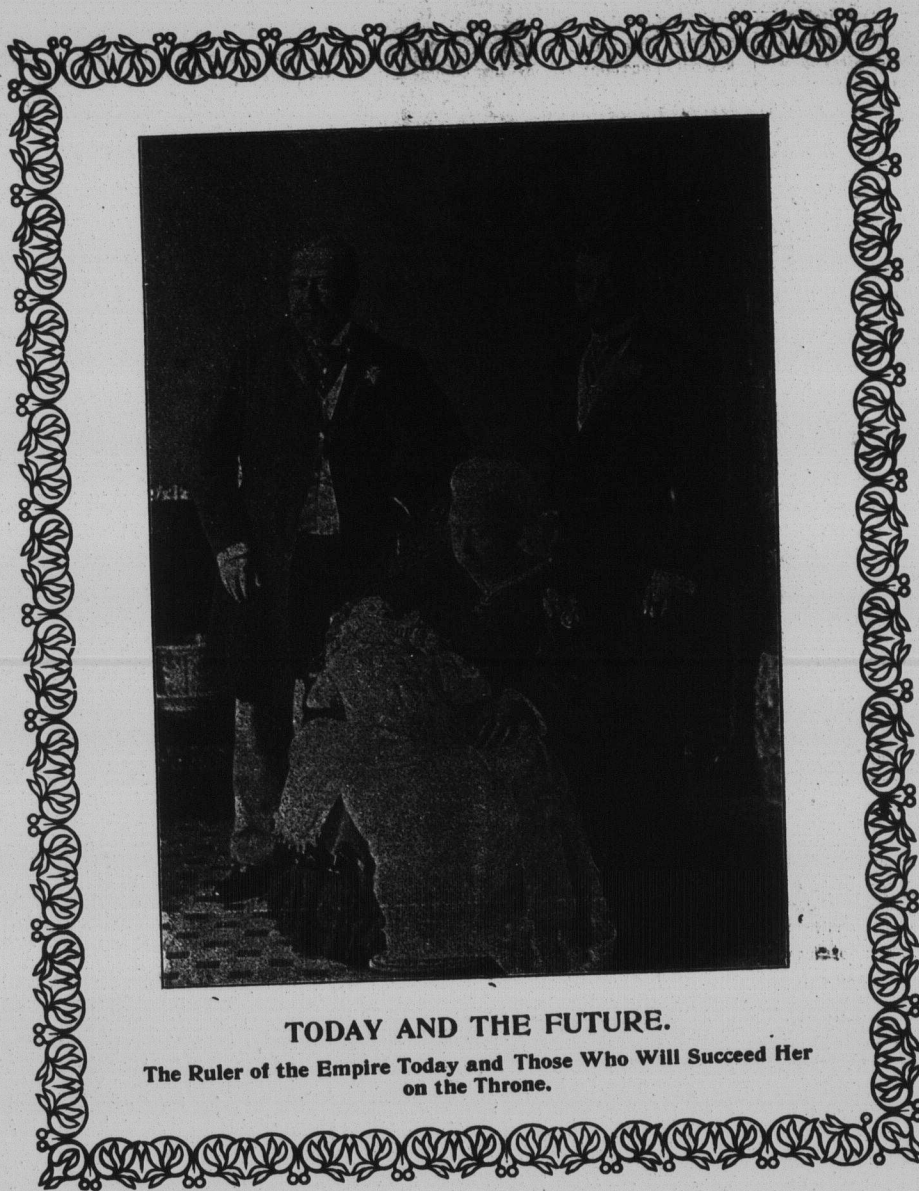 TODAY AND THE FUTURE.
The Ruler of the Empire Today and Those Who Will Succeed Her
on the Throne.